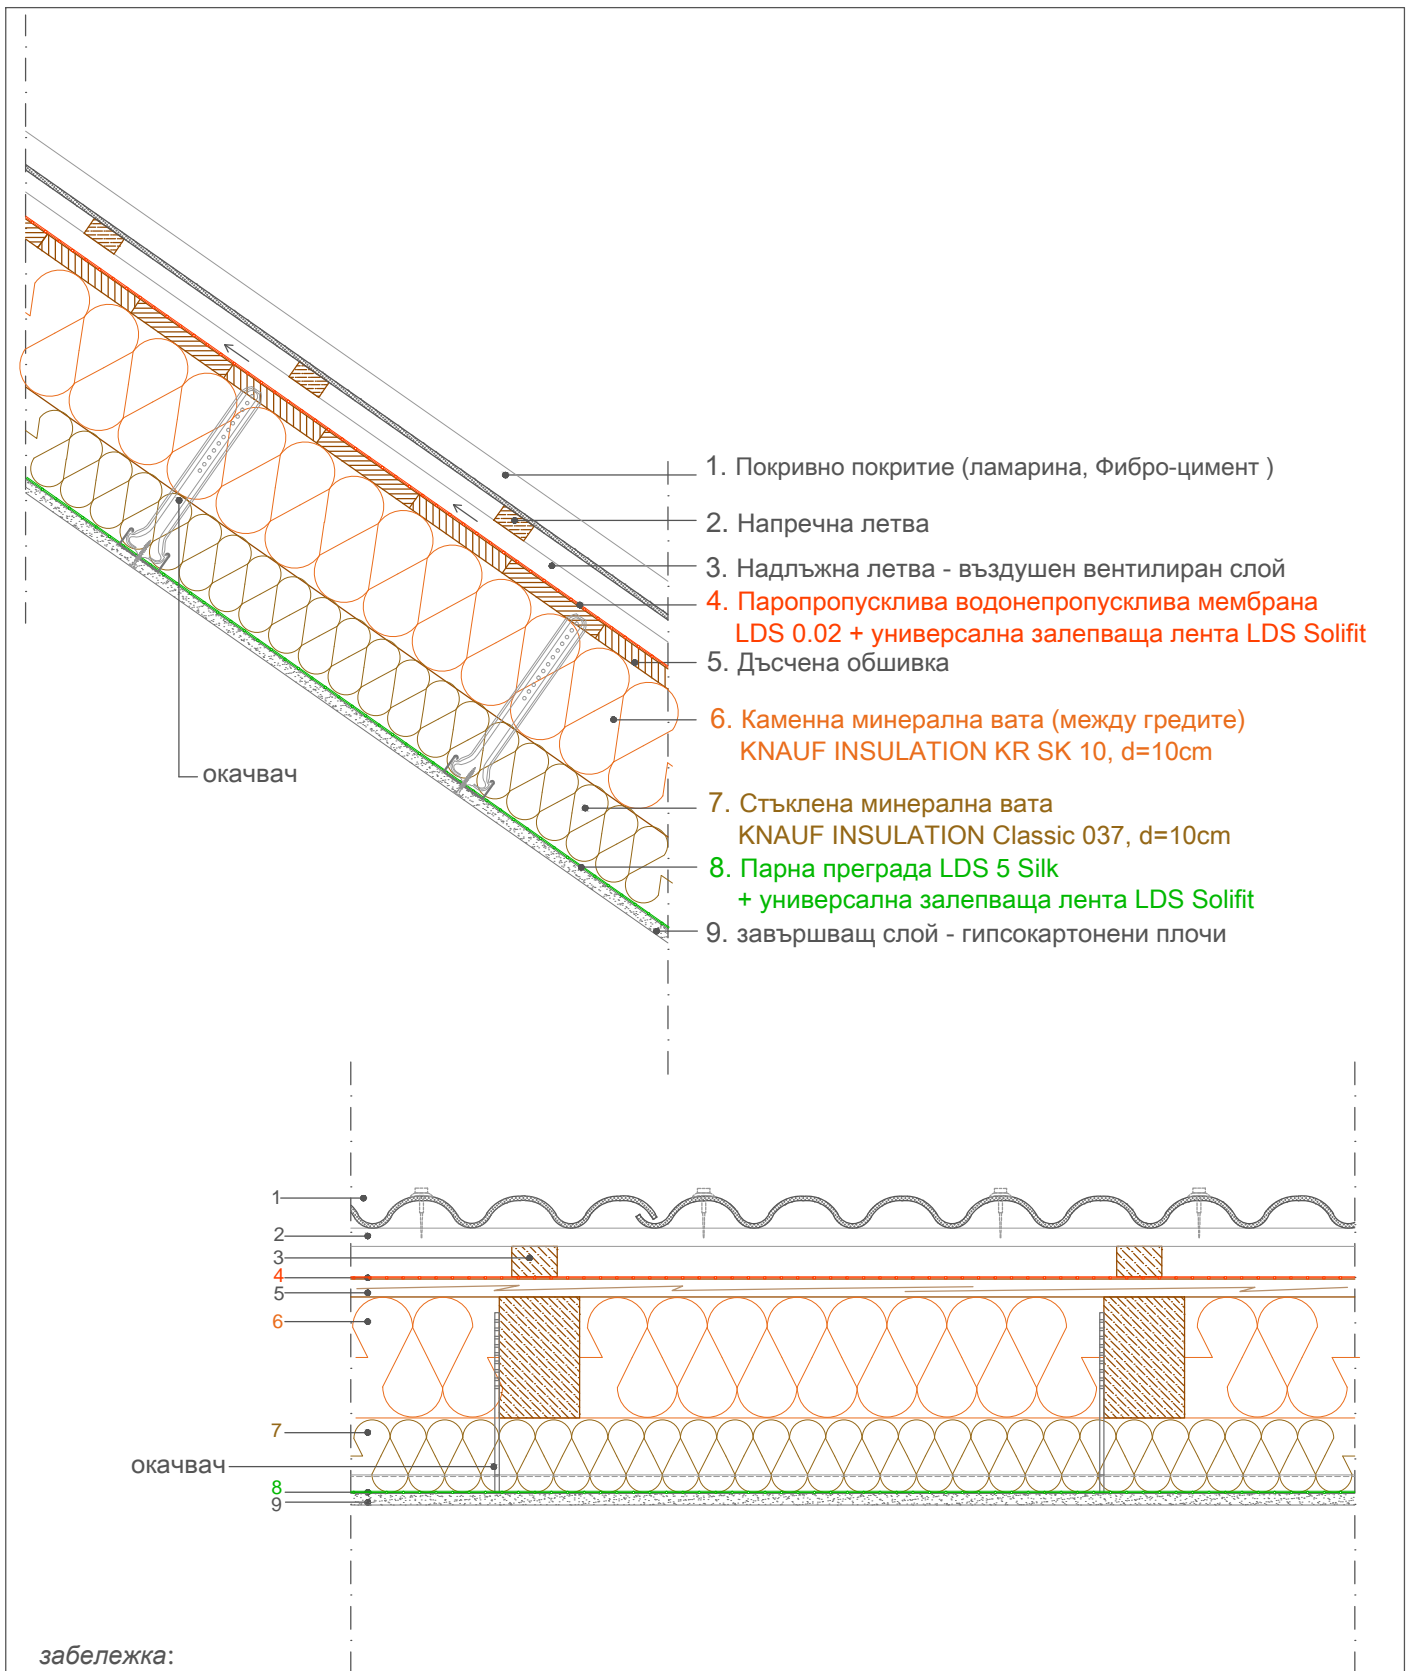 1. Покривно покритие (ламарина, Фибро-цимент )
2. Напречна летва
3. Надлъжна летва - въздушен вентилиран слой
4. Паропропусклива водонепропусклива мембрана
LDS 0.02 + универсална залепваща лента LDS Solifit
5. Дъсчена обшивка
6. Каменна минерална вата (между гредите)
KNAUF INSULATION KR SK 10, d=10cm
окачвач
7. Стъклена минерална вата
KNAUF INSULATION Classic 037, d=10cm
8. Парна преграда LDS 5 Silk
+ универсална залепваща лента LDS Solifit
9. завършващ слой - гипсокартонени плочи
1
2
3
4
5
6
7
окачвач
8
9
забележка: